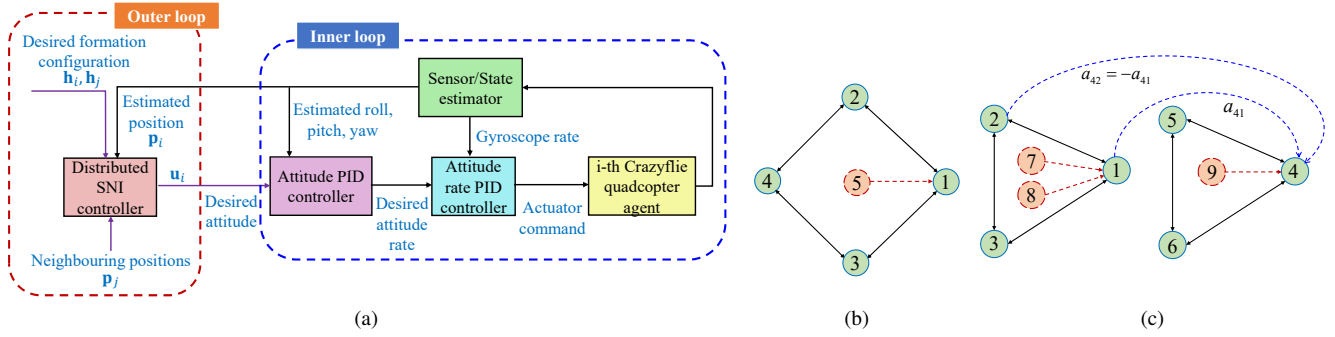 Outer loop
Desired formation
configuration
𝐡i, 𝐡j
Estimated
position
𝐩i
Distributed
SNI
controller
𝐮i
Desired
attitude
Neighbouring positions
𝐩j
Inner loop
Sensor/State
estimator
Estimated roll,
pitch, yaw
Gyroscope rate
Attitude PID
controller
Desired
attitude
rate
Attitude
rate PID
controller
Actuator
command
i-th Crazyflie
quadcopter
agent
(a)
2
4
5
1
3
(b)
a42 = −a41
a41
2
7
1
8
3
5
9
4
6
(c)